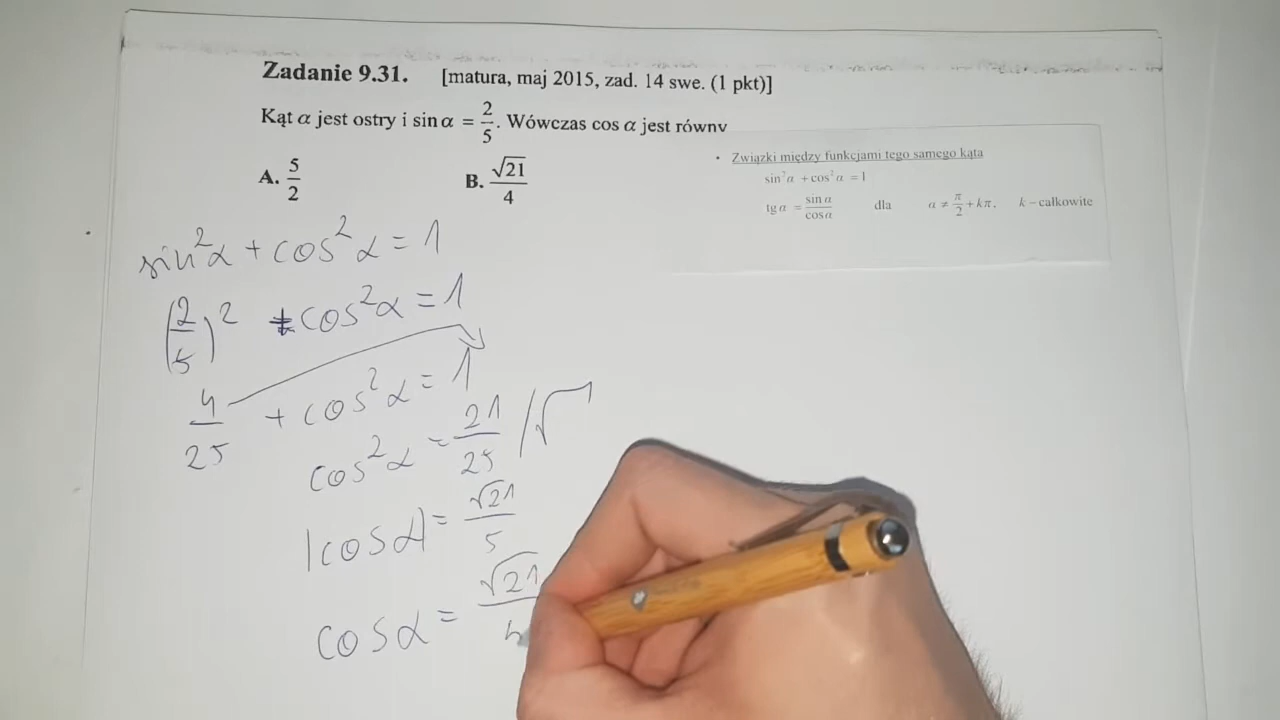 Zadanie 9.31. [matura, maj 2015, zad. 14 swe. (1 pkt)]
Kąt α jest ostry i sin α = 2/5. Wówczas cos α jest równy
A. 5/2 B. √21/4
• Związki między funkcjami tego samego kąta
sin²α + cos²α = 1
tg α = sin α/cos α dla α ≠ π/2 + kπ, k – całkowite
sin²α + cos²α = 1
(2/5)² + cos²α = 1
4/25 + cos²α = 1
cos²α = 21/25 /√
|cos α| = √21/5
cos α = √21